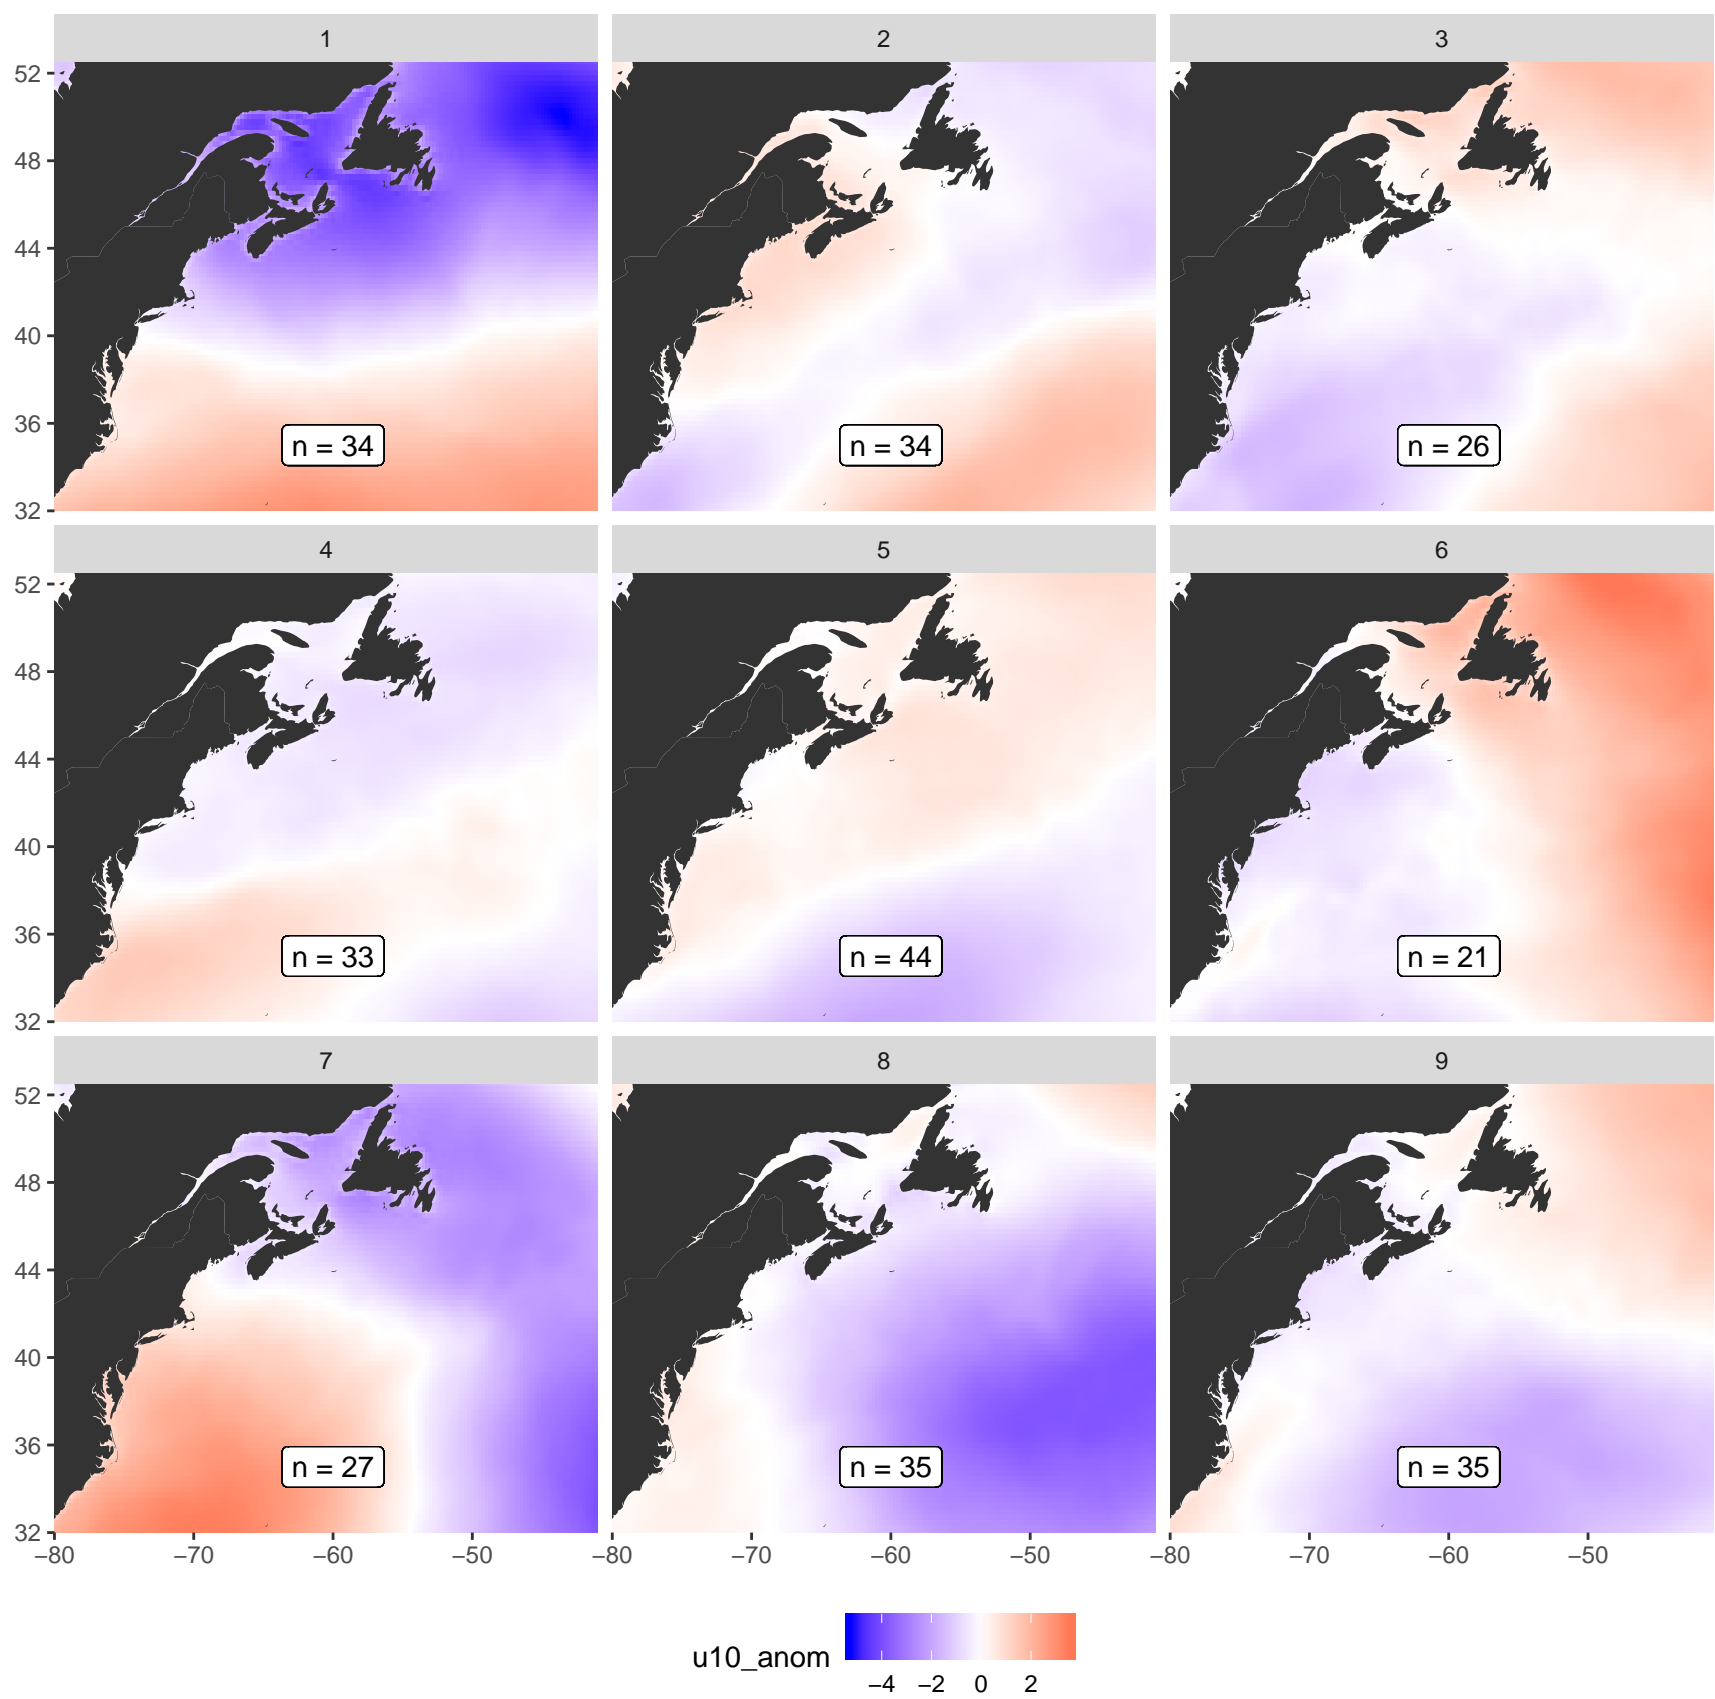 1 2 3
52
48
44
40
36
32
n = 34 n = 34 n = 26
4 5 6
52
48
44
40
36
32
n = 33 n = 44 n = 21
7 8 9
52
48
44
40
36
32
n = 27 n = 35 n = 35
−80 −70 −60 −50 −80 −70 −60 −50 −80 −70 −60 −50
u10_anom
−4 −2 0 2